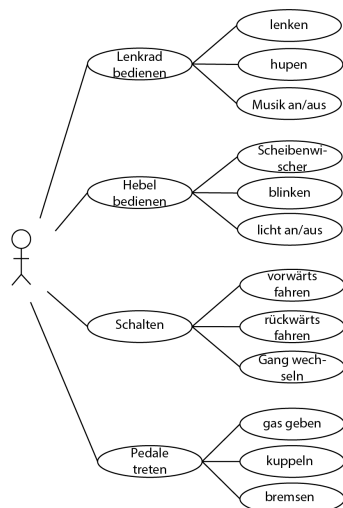 lenken
Lenkrad
bedienen
hupen
Musik an/aus
Scheibenwi-
scher
Hebel
bedienen
blinken
licht an/aus
vorwärts
fahren
Schalten
rückwärts
fahren
Gang wech-
seln
gas geben
Pedale
treten
kuppeln
bremsen